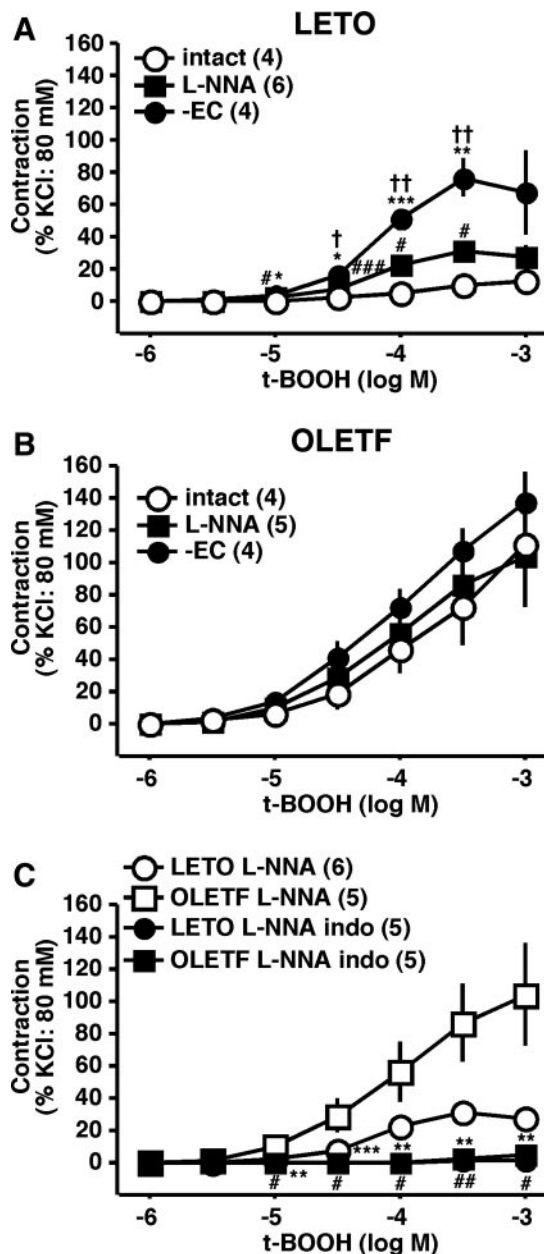 A
LETO
160
140
120
100
80
60
40
20
0
Contraction
(% KCl: 80 mM)
intact (4)
L-NNA (6)
-EC (4)
††
**
††
***
†
*
###
#
#
#*
-6
-5
-4
-3
t-BOOH (log M)
B
OLETF
160
140
120
100
80
60
40
20
0
Contraction
(% KCl: 80 mM)
intact (4)
L-NNA (5)
-EC (4)
-6
-5
-4
-3
t-BOOH (log M)
C
LETO L-NNA (6)
OLETF L-NNA (5)
LETO L-NNA indo (5)
OLETF L-NNA indo (5)
160
140
120
100
80
60
40
20
0
Contraction
(% KCl: 80 mM)
***
**
**
**
#
**
#
#
##
#
-6
-5
-4
-3
t-BOOH (log M)